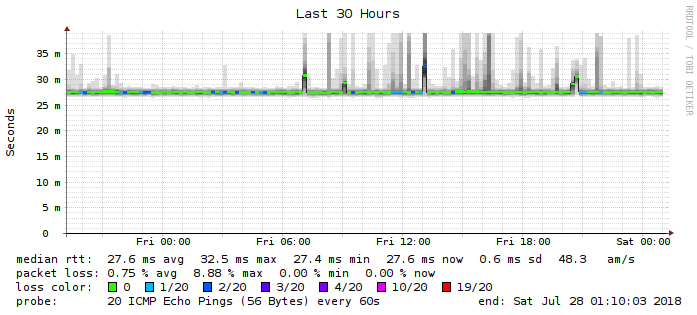 Last 30 Hours
RRDTOOL / TOBI OETIKER
Seconds
35 m
30 m
25 m
20 m
15 m
10 m
5 m
0
Fri 00:00 Fri 06:00 Fri 12:00 Fri 18:00 Sat 00:00
median rtt: 27.6 ms avg 32.5 ms max 27.4 ms min 27.6 ms now 0.6 ms sd 48.3 am/s
packet loss: 0.75 % avg 8.88 % max 0.00 % min 0.00 % now
loss color: 0 1/20 2/20 3/20 4/20 10/20 19/20
probe: 20 ICMP Echo Pings (56 Bytes) every 60s end: Sat Jul 28 01:10:03 2018